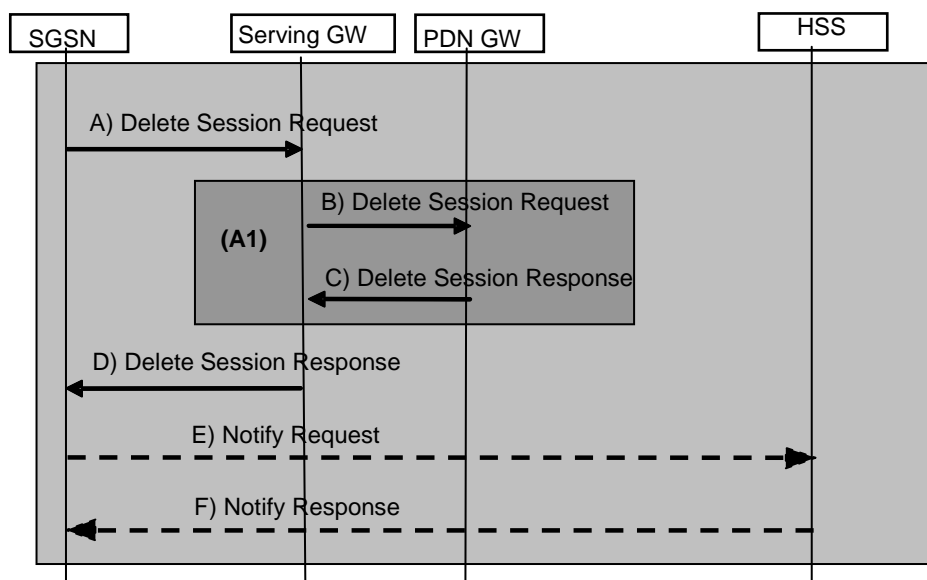 SGSN
Serving GW
PDN GW
HSS
A) Delete Session Request
B) Delete Session Request
(A1)
C) Delete Session Response
D) Delete Session Response
E) Notify Request
F) Notify Response